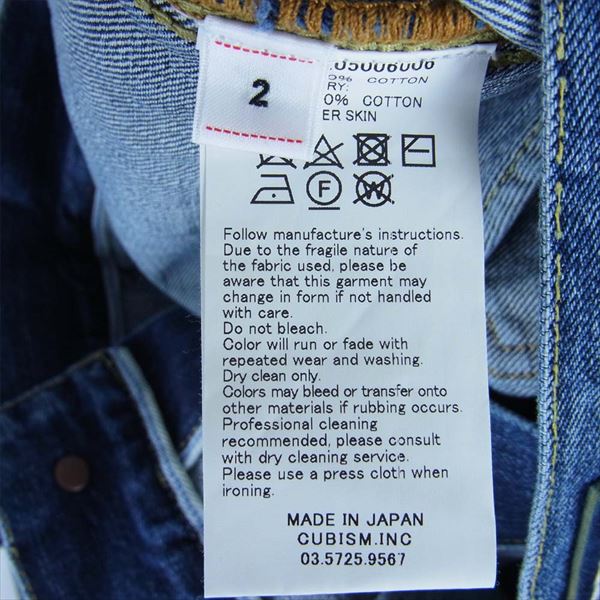 2
05006006
0% COTTON
RY:
0% COTTON
ER SKIN
F
W
Follow manufacture's instructions.
Due to the fragile nature of
the fabric used, please be
aware that this garment may
change in form if not handled
with care.
Do not bleach.
Color will run or fade with
repeated wear and washing.
Dry clean only.
Colors may bleed or transfer onto
other materials if rubbing occurs.
Professional cleaning
recommended, please consult
with dry cleaning service.
Please use a press cloth when
ironing.
MADE IN JAPAN
CUBISM.INC
03.5725.9567